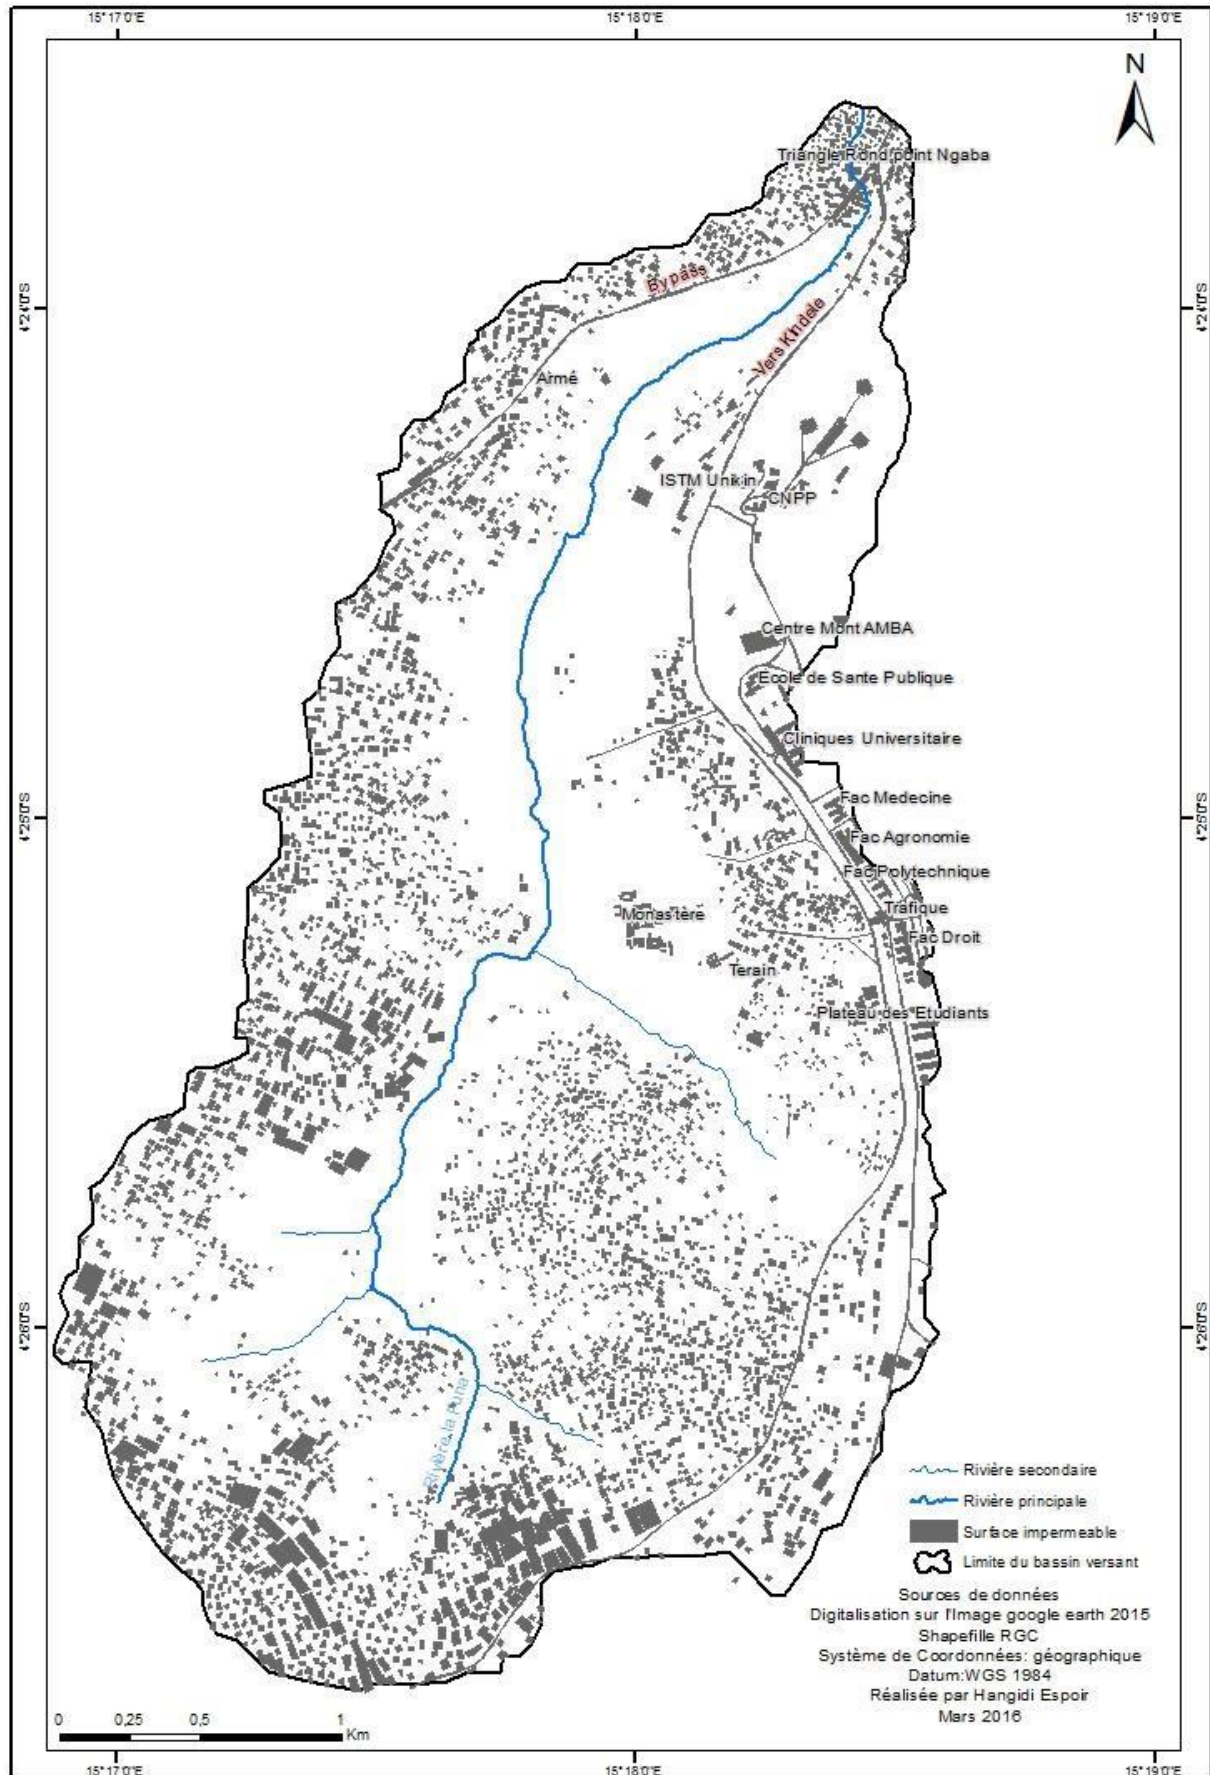 15°17'0"E
15°18'0"E
15°19'0"E
N
Triangle Rond point Ngaba
Bypass
4°24'0"S
4°24'0"S
Vers Kindele
Armé
ISTM Unikin
CNPP
Centre Mont AMBA
Ecole de Sante Publique
Cliniques Universitaire
Fac Medecine
4°25'0"S
4°25'0"S
Fac Agronomie
Fac Polytechnique
Trafique
Monastère
Fac Droit
Terain
Plateau des Etudiants
4°26'0"S
4°26'0"S
Rivière la Funa
Rivière secondaire
Rivière principale
Surface impermeable
Limite du bassin versant
Sources de données
Digitalisation sur l'Image google earth 2015
Shapefille RGC
Système de Coordonnées: géographique
Datum:WGS 1984
Réalisée par Hangidi Espoir
Mars 2016
0 0,25 0,5 1
Km
15°17'0"E
15°18'0"E
15°19'0"E